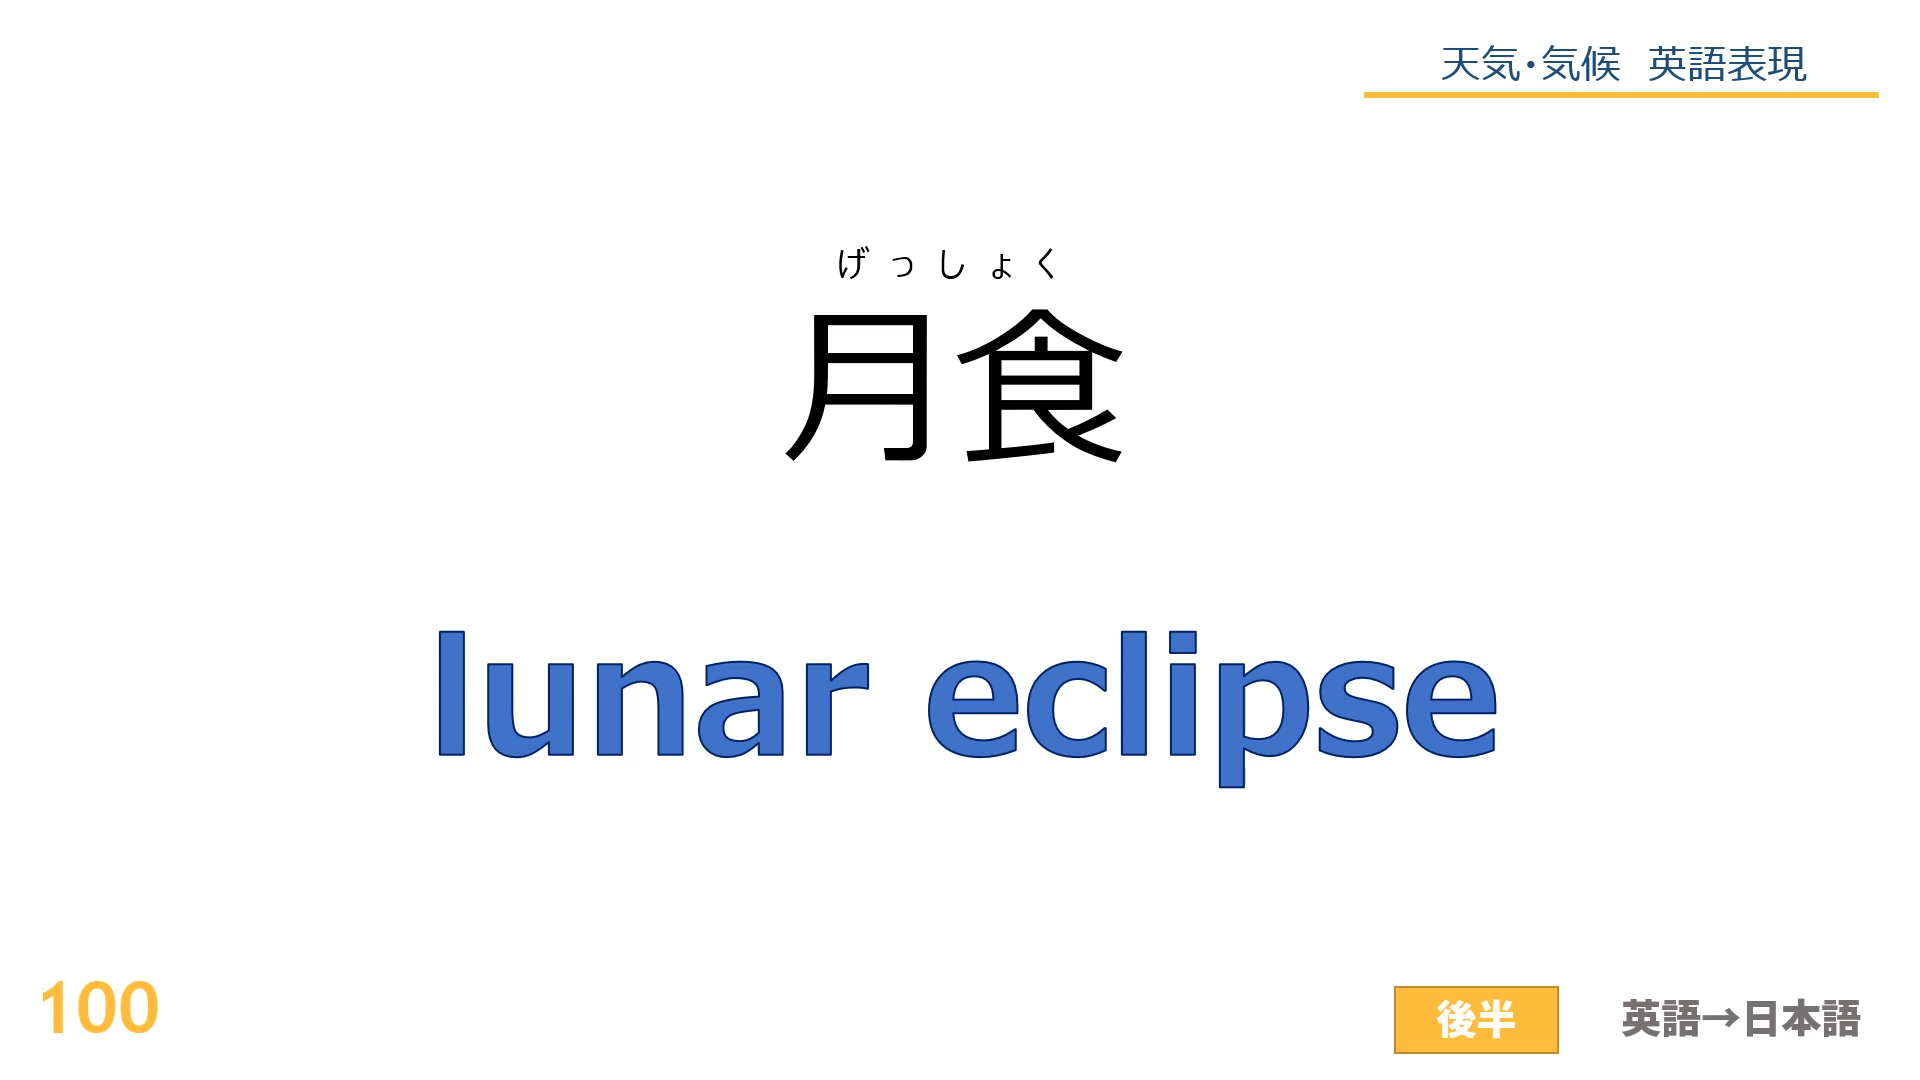 天気・気候　英語表現
げっしょく
月食
lunar eclipse
100
後半
英語→日本語